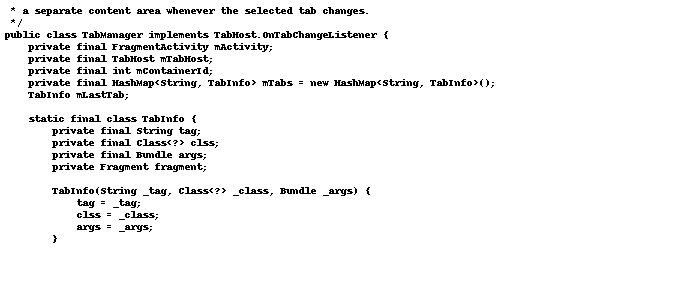 * a separate content area whenever the selected tab changes.
 */
public class TabManager implements TabHost.OnTabChangeListener {
    private final FragmentActivity mActivity;
    private final TabHost mTabHost;
    private final int mContainerId;
    private final HashMap<String, TabInfo> mTabs = new HashMap<String, TabInfo>();
    TabInfo mLastTab;

    static final class TabInfo {
        private final String tag;
        private final Class<?> clss;
        private final Bundle args;
        private Fragment fragment;

        TabInfo(String _tag, Class<?> _class, Bundle _args) {
            tag = _tag;
            clss = _class;
            args = _args;
        }